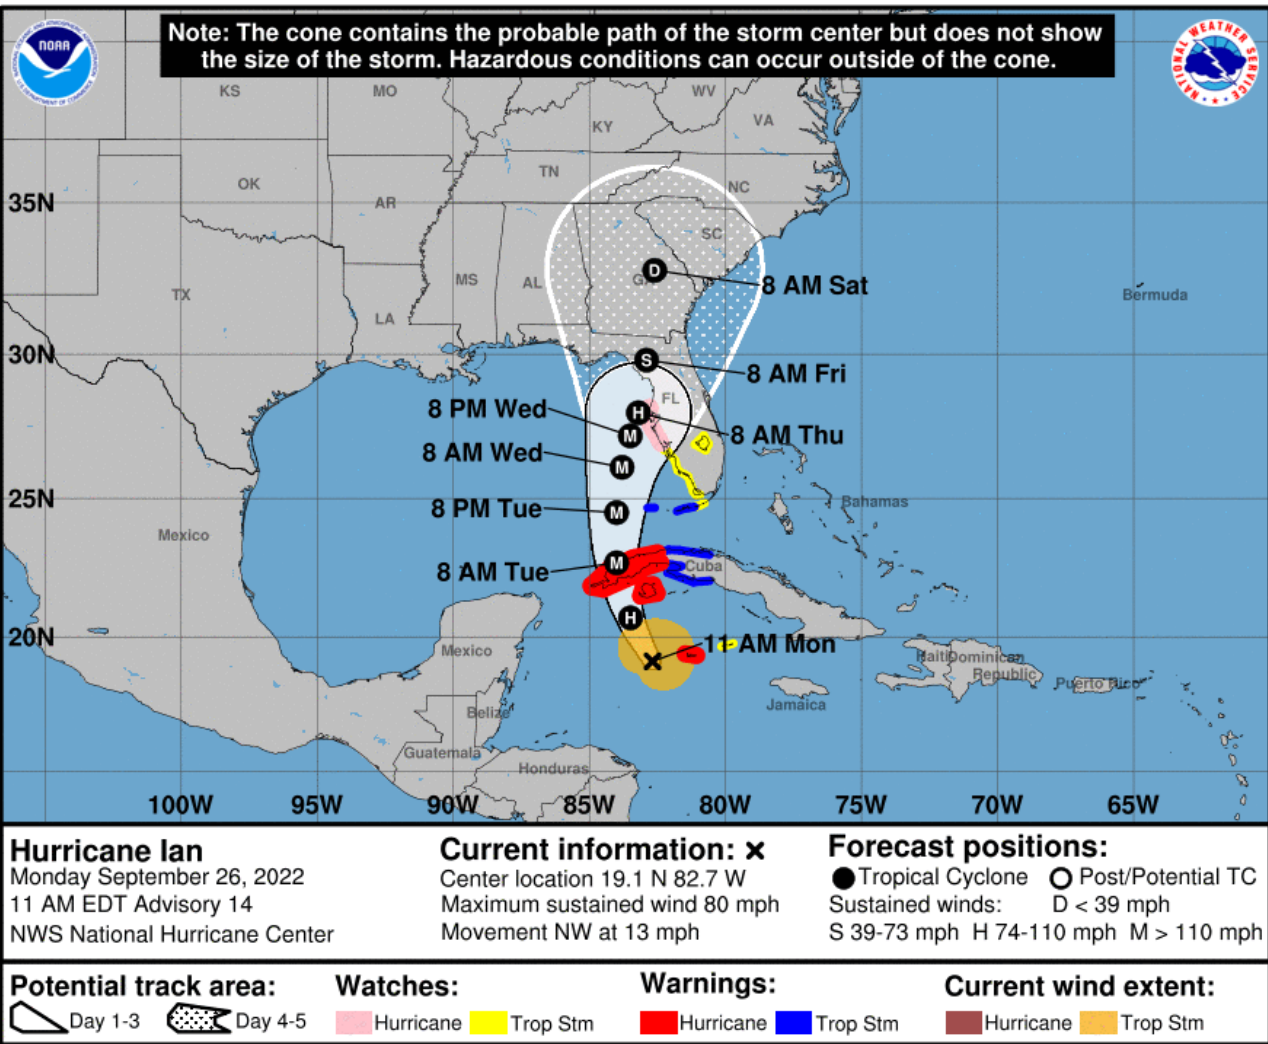 Note: The cone contains the probable path of the storm center but does not show
the size of the storm. Hazardous conditions can occur outside of the cone.
NOAA
NATIONAL WEATHER SERVICE
KS
MO
WV
KY
VA
TN
NC
OK
AR
35N
SC
MS
AL
GA
D
8 AM Sat
TX
LA
Bermuda
30N
S
8 AM Fri
FL
8 PM Wed
H
M
8 AM Thu
8 AM Wed
M
25N
8 PM Tue
M
Bahamas
Mexico
8 AM Tue
M
Cuba
H
20N
11 AM Mon
Mexico
Haiti
Dominican
Republic
Puerto Rico
Jamaica
Belize
Guatemala
Honduras
100W 95W 90W 85W 80W 75W 70W 65W
Hurricane Ian
Monday September 26, 2022
11 AM EDT Advisory 14
NWS National Hurricane Center
Current information: x
Center location 19.1 N 82.7 W
Maximum sustained wind 80 mph
Movement NW at 13 mph
Forecast positions:
Tropical Cyclone Post/Potential TC
Sustained winds: D < 39 mph
S 39-73 mph H 74-110 mph M > 110 mph
Potential track area:
Day 1-3 Day 4-5
Watches:
Hurricane Trop Stm
Warnings:
Hurricane Trop Stm
Current wind extent:
Hurricane Trop Stm